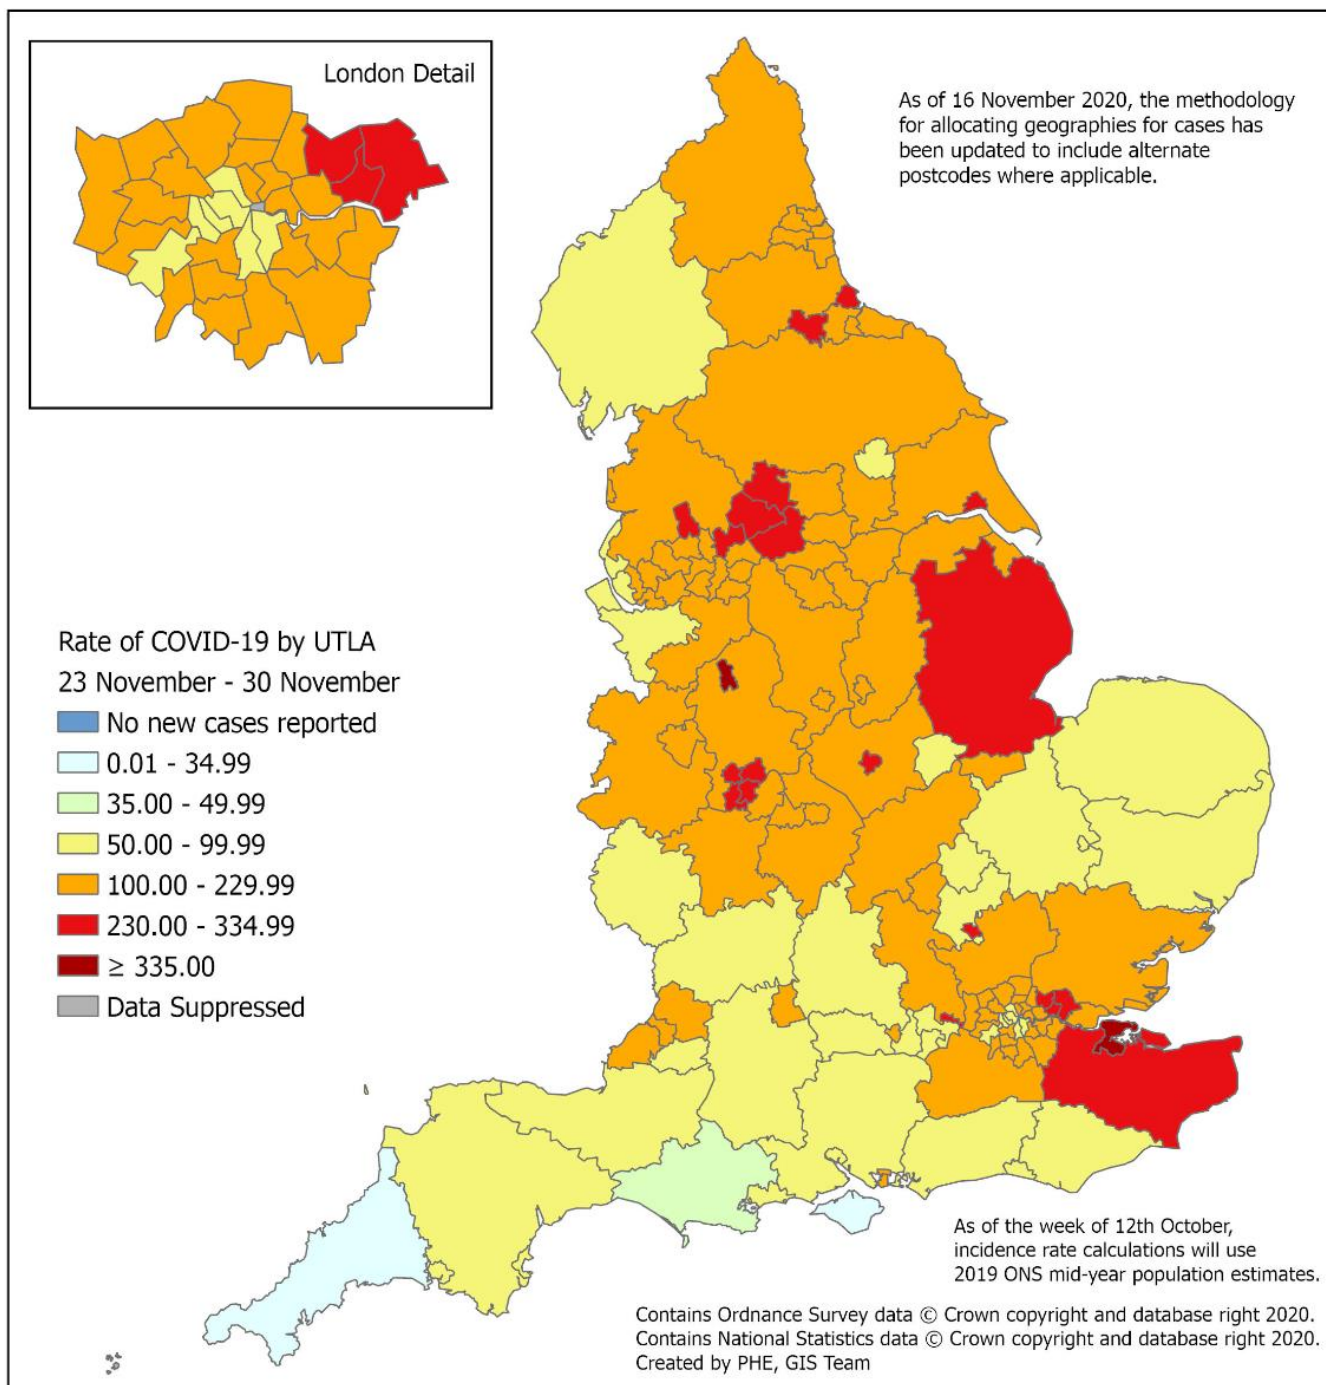 London Detail
As of 16 November 2020, the methodology
for allocating geographies for cases has
been updated to include alternate
postcodes where applicable.
Rate of COVID-19 by UTLA
23 November - 30 November
No new cases reported
0.01 - 34.99
35.00 - 49.99
50.00 - 99.99
100.00 - 229.99
230.00 - 334.99
≥ 335.00
Data Suppressed
As of the week of 12th October,
incidence rate calculations will use
2019 ONS mid-year population estimates.
Contains Ordnance Survey data © Crown copyright and database right 2020.
Contains National Statistics data © Crown copyright and database right 2020.
Created by PHE, GIS Team